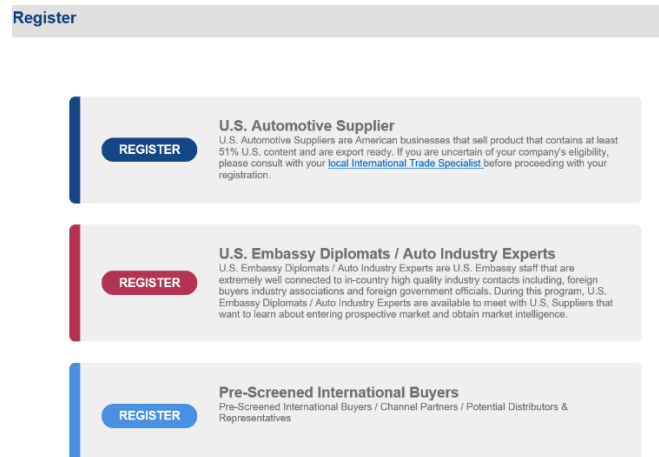 Register
U.S. Automotive Supplier
U.S. Automotive Suppliers are American businesses that sell product that contains at least
51% U.S. content and are export ready. If you are uncertain of your company's eligibility,
please consult with your local International Trade Specialist before proceeding with your
registration.
REGISTER
U.S. Embassy Diplomats / Auto Industry Experts
U.S. Embassy Diplomats / Auto Industry Experts are U.S. Embassy staff that are
extremely well connected to in-country high quality industry contacts including, foreign
buyers industry associations and foreign government officials. During this program, U.S.
Embassy Diplomats / Auto Industry Experts are available to meet with U.S, Suppliers that
want to learn about entering prospective market and obtain market intelligence.
REGISTER
Pre-Screened International Buyers
Pre-Screened International Buyers / Channel Partners / Potential Distributors &
Representatives
REGISTER